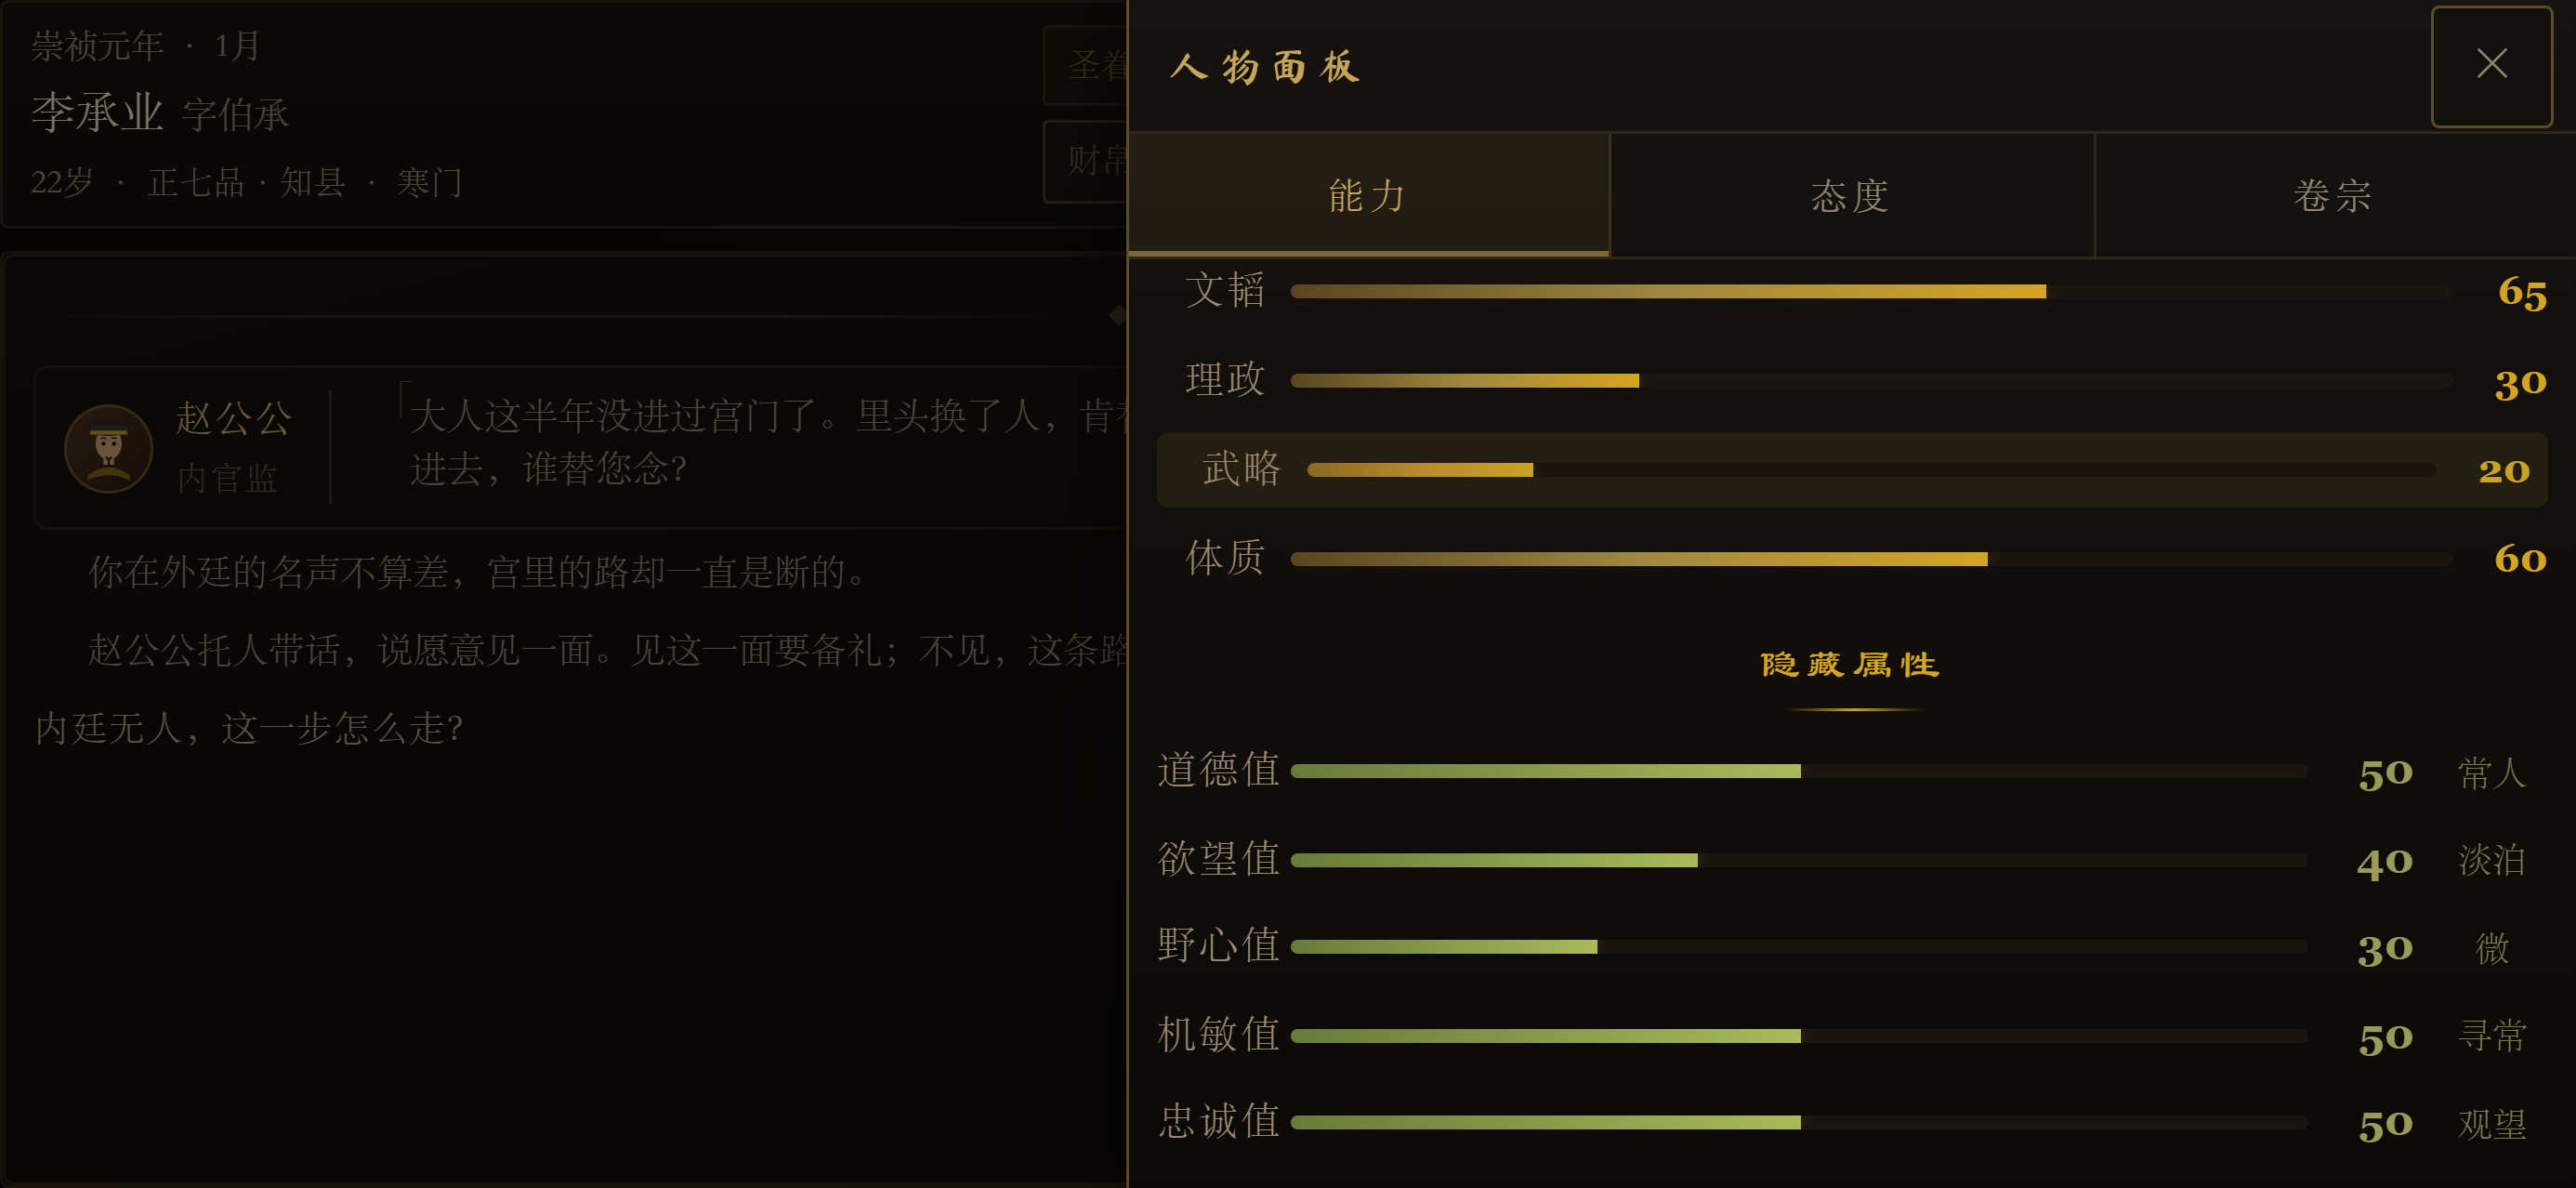 崇祯元年 · 1月
李承业 字伯承
22岁 · 正七品 · 知县 · 寒门
圣眷
财帛
赵公公
内官监
「大人这半年没进过宫门了。里头换了人，肯
进去，谁替您念？
你在外廷的名声不算差，宫里的路却一直是断的。
赵公公托人带话，说愿意见一面。见这一面要备礼；不见，这条路
内廷无人，这一步怎么走？
人物面板
能力
态度
卷宗
文韬 65
理政 30
武略 20
体质 60
隐藏属性
道德值 50 常人
欲望值 40 淡泊
野心值 30 微
机敏值 50 寻常
忠诚值 50 观望